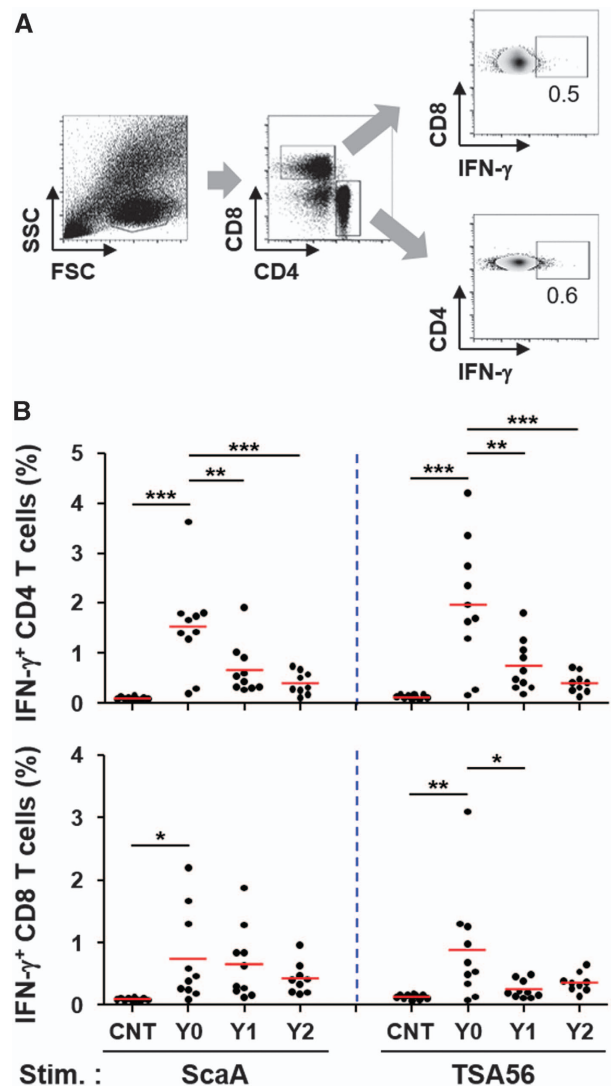 A
SSC
FSC
CD8
CD4
CD8
IFN-γ
0.5
CD4
IFN-γ
0.6
B
IFN-γ+ CD4 T cells (%)
5
4
3
2
1
0
***
**
***
***
**
***
IFN-γ+ CD8 T cells (%)
4
3
2
1
0
*
**
*
CNT Y0 Y1 Y2 CNT Y0 Y1 Y2
Stim. : ScaA TSA56